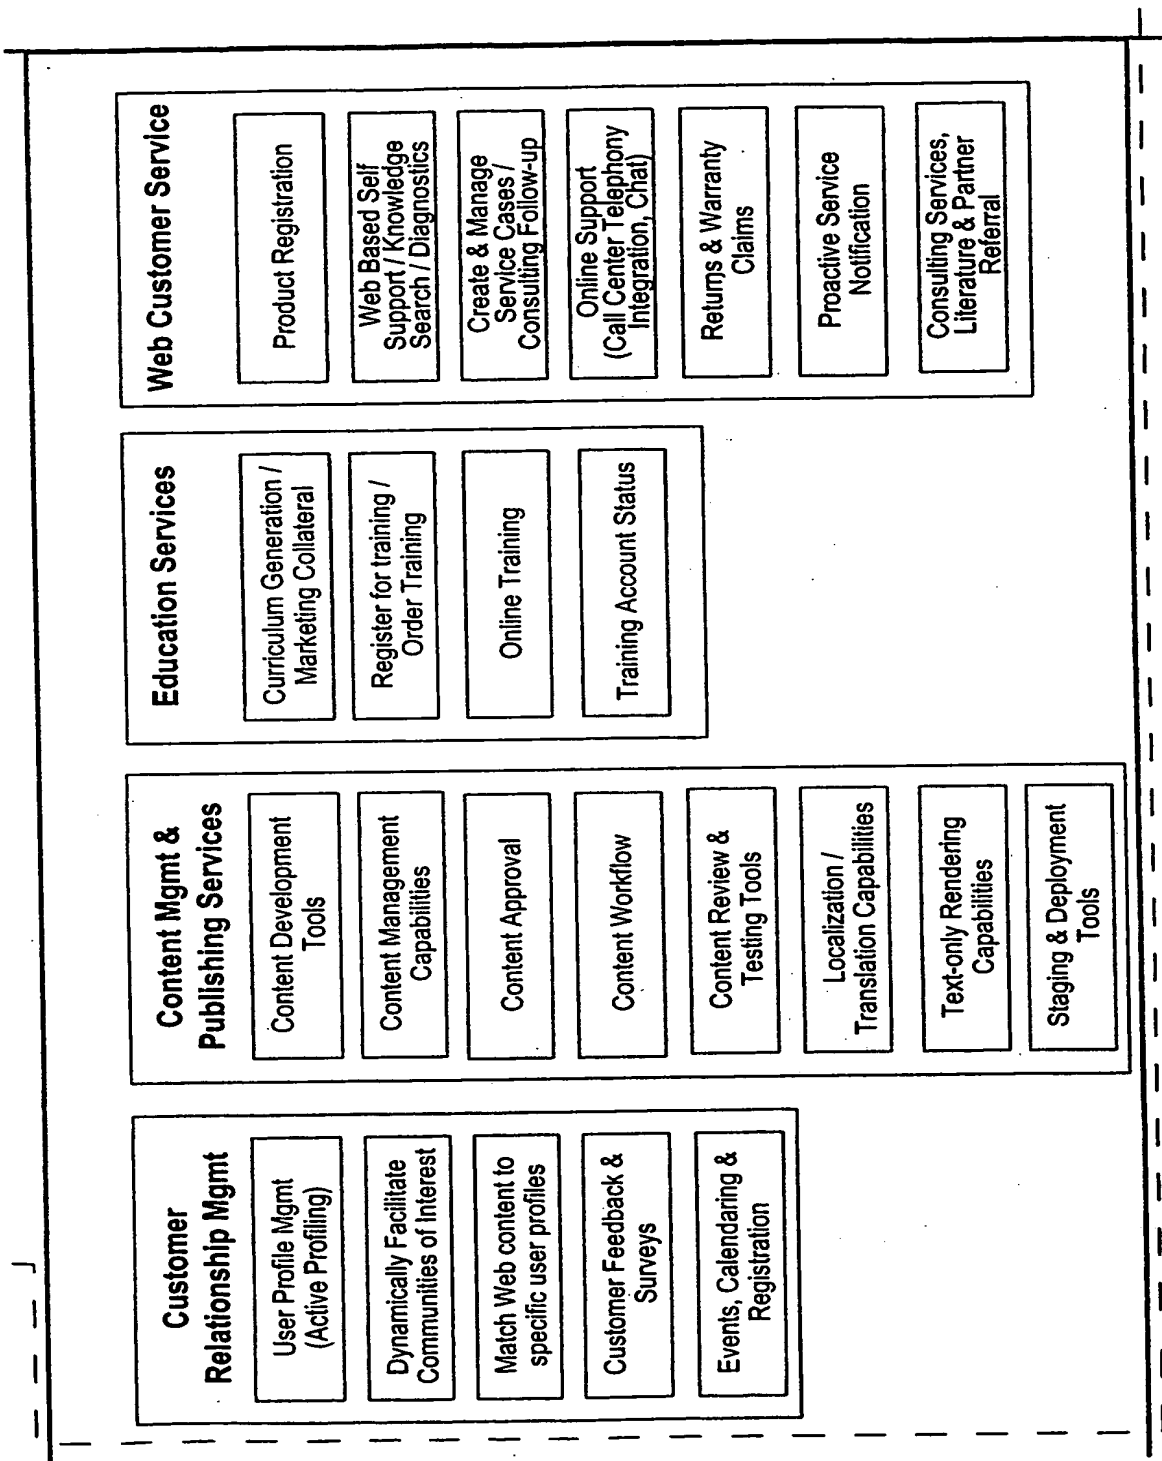 Customer
Relationship Mgmt
User Profile Mgmt
(Active Profiling)
Dynamically Facilitate
Communities of Interest
Match Web content to
specific user profiles
Customer Feedback &
Surveys
Events, Calendaring &
Registration
Content Mgmt &
Publishing Services
Content Development
Tools
Content Management
Capabilities
Content Approval
Content Workflow
Content Review &
Testing Tools
Localization /
Translation Capabilities
Text-only Rendering
Capabilities
Staging & Deployment
Tools
Education Services
Curriculum Generation /
Marketing Collateral
Register for training /
Order Training
Online Training
Training Account Status
Web Customer Service
Product Registration
Web Based Self
Support / Knowledge
Search / Diagnostics
Create & Manage
Service Cases /
Consulting Follow-up
Online Support
(Call Center Telephony
Integration, Chat)
Returns & Warranty
Claims
Proactive Service
Notification
Consulting Services,
Literature & Partner
Referral